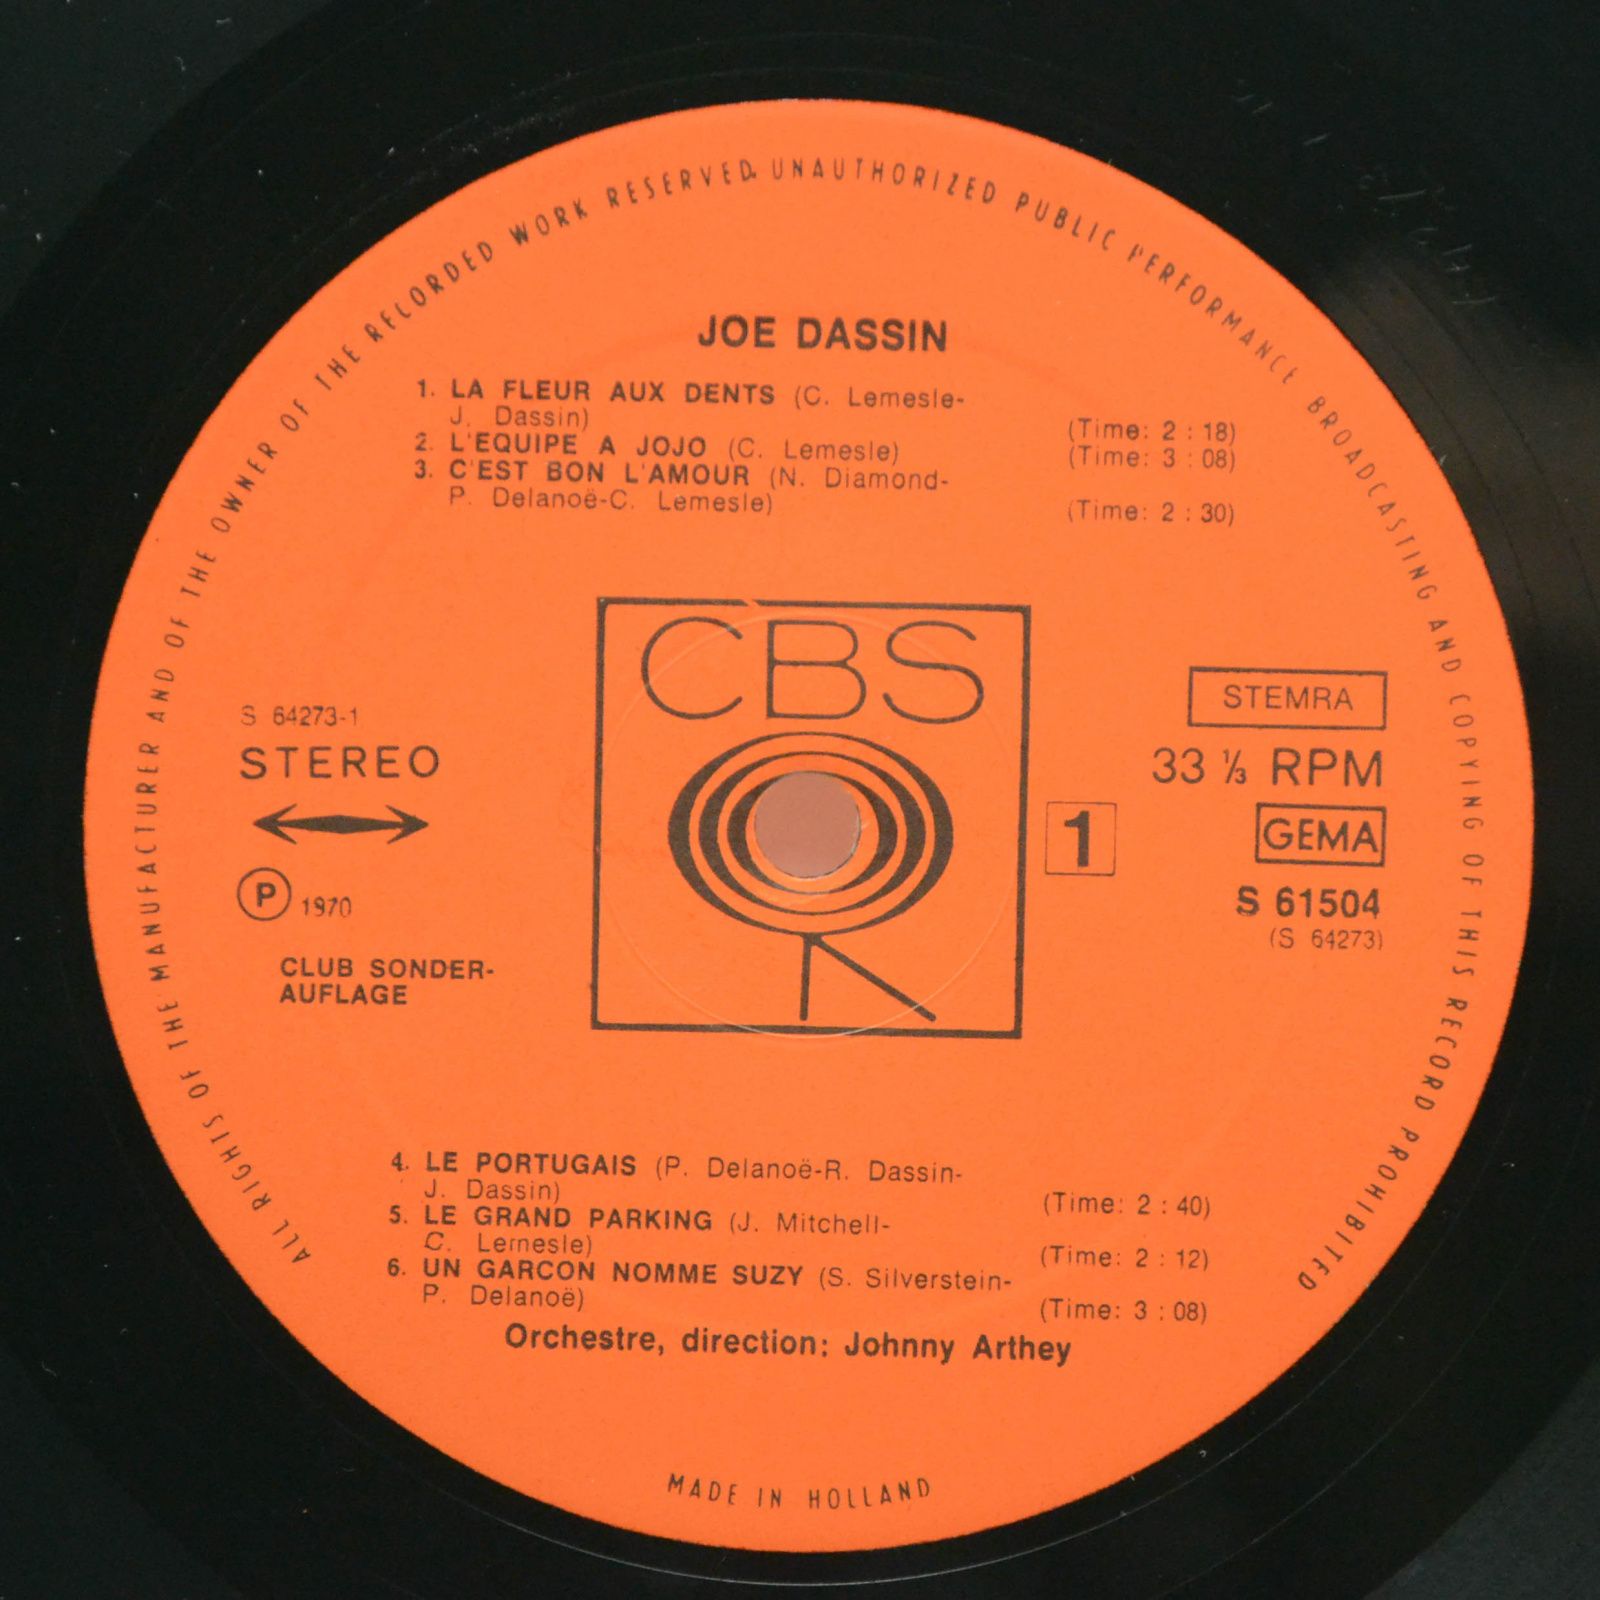 ALL RIGHTS OF THE MANUFACTURER AND OF THE OWNER OF THE RECORDED WORK RESERVED. UNAUTHORIZED PUBLIC PERFORMANCE BROADCASTING AND COPYING OF THIS RECORD PROHIBITED
JOE DASSIN
1. LA FLEUR AUX DENTS (C. Lemesle-
J. Dassin) (Time: 2 : 18)
2. L'EQUIPE A JOJO (C. Lemesle) (Time: 3 : 08)
3. C'EST BON L'AMOUR (N. Diamond-
P. Delanoë-C. Lemesle) (Time: 2 : 30)
CBS
S 64273-1
STEREO
P 1970
CLUB SONDER-
AUFLAGE
STEMRA
33 ⅓ RPM
1
GEMA
S 61504
(S 64273)
4. LE PORTUGAIS (P. Delanoë-R. Dassin-
J. Dassin) (Time: 2 : 40)
5. LE GRAND PARKING (J. Mitchell-
C. Lemesle) (Time: 2 : 12)
6. UN GARCON NOMME SUZY (S. Silverstein-
P. Delanoë) (Time: 3 : 08)
Orchestre, direction: Johnny Arthey
MADE IN HOLLAND